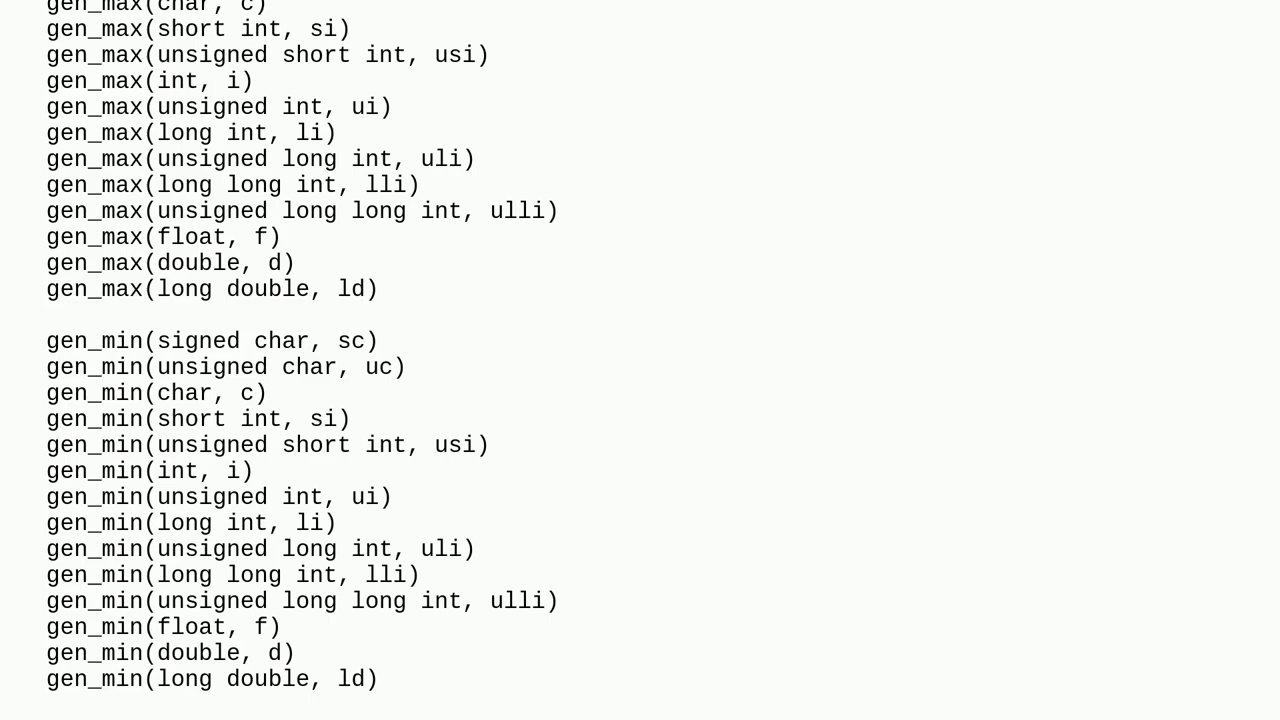 gen_max(char, c)
gen_max(short int, si)
gen_max(unsigned short int, usi)
gen_max(int, i)
gen_max(unsigned int, ui)
gen_max(long int, li)
gen_max(unsigned long int, uli)
gen_max(long long int, lli)
gen_max(unsigned long long int, ulli)
gen_max(float, f)
gen_max(double, d)
gen_max(long double, ld)
gen_min(signed char, sc)
gen_min(unsigned char, uc)
gen_min(char, c)
gen_min(short int, si)
gen_min(unsigned short int, usi)
gen_min(int, i)
gen_min(unsigned int, ui)
gen_min(long int, li)
gen_min(unsigned long int, uli)
gen_min(long long int, lli)
gen_min(unsigned long long int, ulli)
gen_min(float, f)
gen_min(double, d)
gen_min(long double, ld)